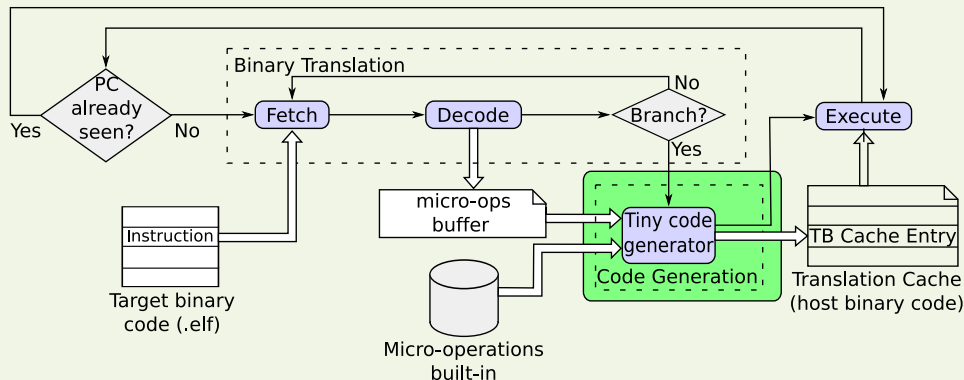 Binary Translation
No
PC
already
seen?
Yes
No
Fetch
Decode
Branch?
Execute
Yes
micro-ops
buffer
Instruction
Tiny code
generator
TB Cache Entry
Code Generation
Translation Cache
(host binary code)
Target binary
code (.elf)
Micro-operations
built-in